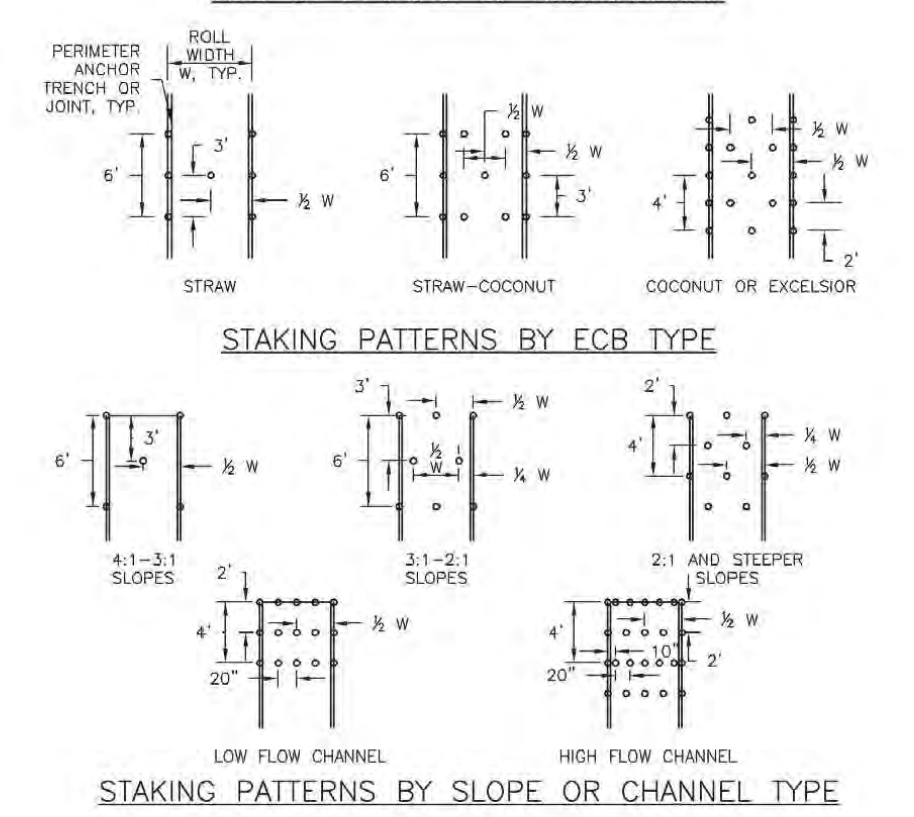 PERIMETER
ANCHOR
TRENCH OR
JOINT, TYP.
ROLL
WIDTH
W, TYP.
6'
3'
½ W
STRAW
½ W
½ W
6'
3'
STRAW-COCONUT
½ W
½ W
4'
2'
COCONUT OR EXCELSIOR
STAKING PATTERNS BY ECB TYPE
6'
3'
½ W
4:1-3:1
SLOPES
3'
½ W
6'
½
W
¼ W
3:1-2:1
SLOPES
2'
4'
¼ W
½ W
2:1 AND STEEPER
SLOPES
2'
4'
½ W
20"
LOW FLOW CHANNEL
4'
½ W
10"
20"
2'
HIGH FLOW CHANNEL
STAKING PATTERNS BY SLOPE OR CHANNEL TYPE